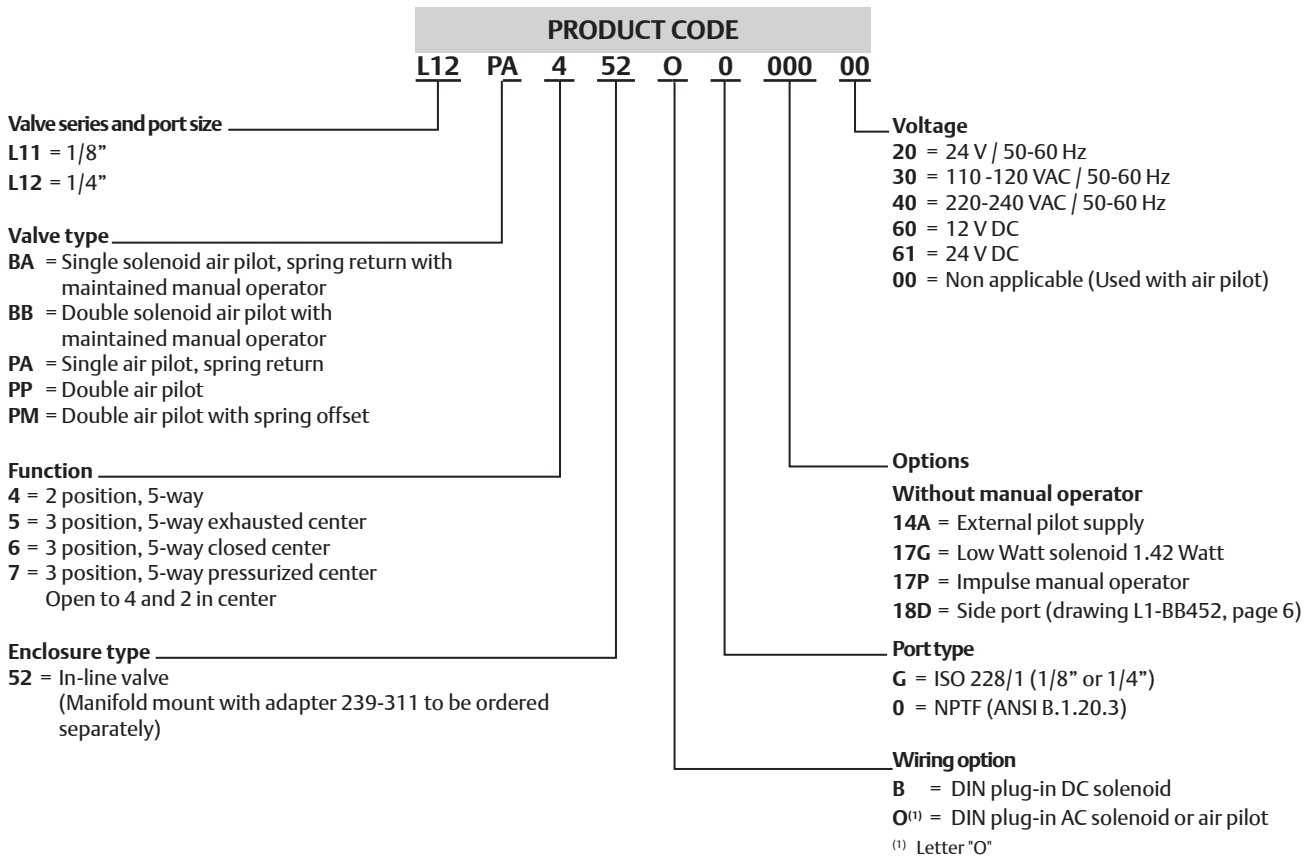 PRODUCT CODE
L12 PA 4 52 O 0 000 00
Valve series and port size
L11 = 1/8”
L12 = 1/4”
Valve type
BA = Single solenoid air pilot, spring return with
maintained manual operator
BB = Double solenoid air pilot with
maintained manual operator
PA = Single air pilot, spring return
PP = Double air pilot
PM = Double air pilot with spring offset
Function
4 = 2 position, 5-way
5 = 3 position, 5-way exhausted center
6 = 3 position, 5-way closed center
7 = 3 position, 5-way pressurized center
Open to 4 and 2 in center
Enclosure type
52 = In-line valve
(Manifold mount with adapter 239-311 to be ordered
separately)
Voltage
20 = 24 V / 50-60 Hz
30 = 110 -120 VAC / 50-60 Hz
40 = 220-240 VAC / 50-60 Hz
60 = 12 V DC
61 = 24 V DC
00 = Non applicable (Used with air pilot)
Options
Without manual operator
14A = External pilot supply
17G = Low Watt solenoid 1.42 Watt
17P = Impulse manual operator
18D = Side port (drawing L1-BB452, page 6)
Port type
G = ISO 228/1 (1/8” or 1/4”)
0 = NPTF (ANSI B.1.20.3)
Wiring option
B = DIN plug-in DC solenoid
O(1) = DIN plug-in AC solenoid or air pilot
(1) Letter "O"